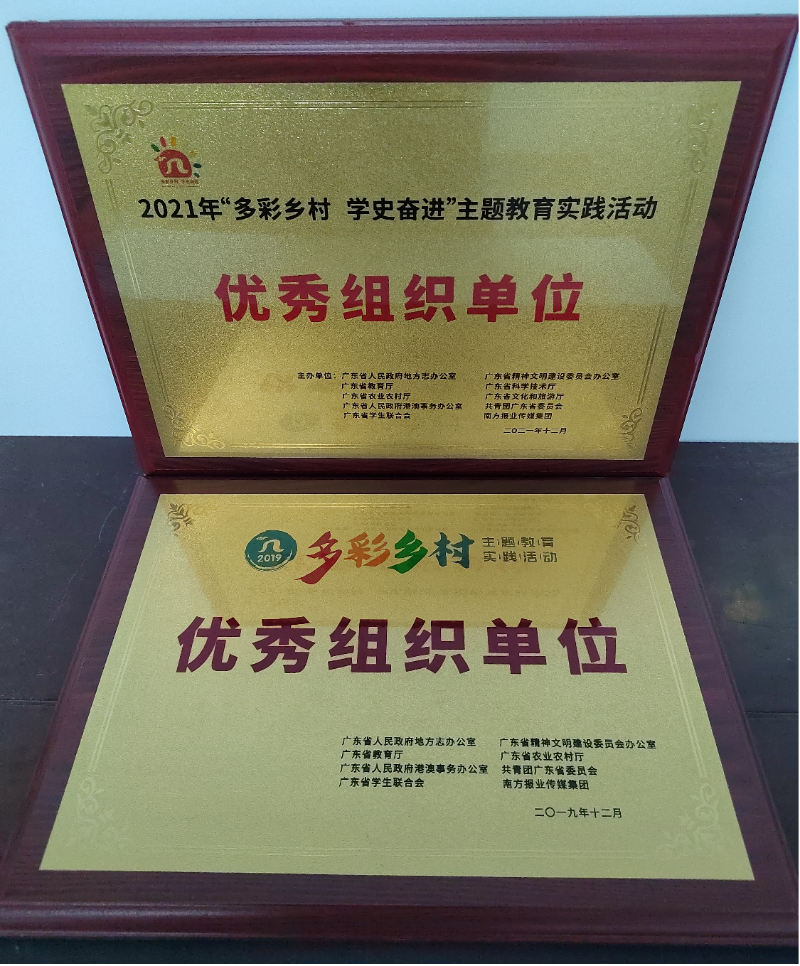 2021年“多彩乡村 学史奋进”主题教育实践活动
优秀组织单位
主办单位：广东省人民政府地方志办公室 广东省精神文明建设委员会办公室
广东省教育厅 广东省科学技术厅
广东省农业农村厅 广东省文化和旅游厅
广东省人民政府港澳事务办公室 共青团广东省委员会
广东省学生联合会 南方报业传媒集团
二〇二一年十二月
2019
多彩乡村
主题教育
实践活动
优秀组织单位
广东省人民政府地方志办公室 广东省精神文明建设委员会办公室
广东省教育厅 广东省农业农村厅
广东省人民政府港澳事务办公室 共青团广东省委员会
广东省学生联合会 南方报业传媒集团
二〇一九年十二月